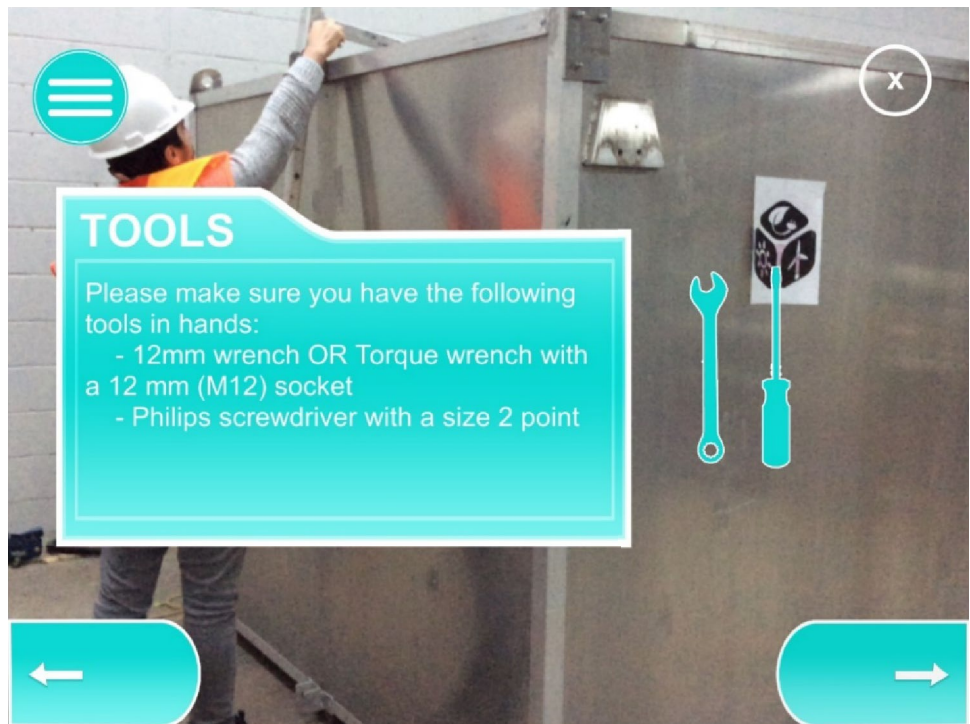 X
TOOLS
Please make sure you have the following
tools in hands:
- 12mm wrench OR Torque wrench with
a 12 mm (M12) socket
- Philips screwdriver with a size 2 point